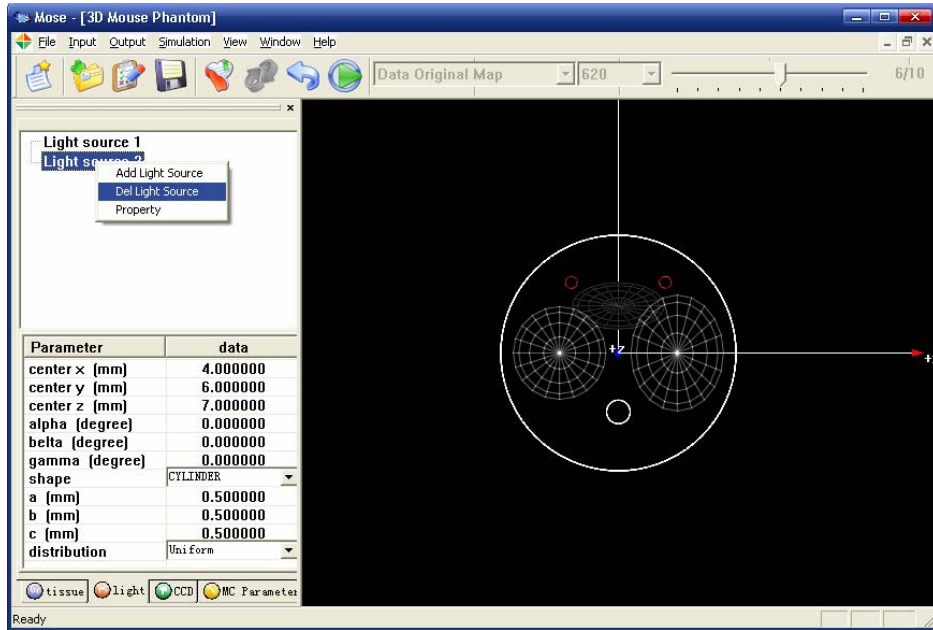 Mose - [3D Mouse Phantom]
File Input Output Simulation View Window Help
Data Original Map 620 6/10
Light source 1
Light source 2
Add Light Source
Del Light Source
Property
Parameter data
center x (mm) 4.000000
center y (mm) 6.000000
center z (mm) 7.000000
alpha (degree) 0.000000
belta (degree) 0.000000
gamma (degree) 0.000000
shape CYLINDER
a (mm) 0.500000
b (mm) 0.500000
c (mm) 0.500000
distribution Uniform
tissue light CCD MC Parameter
+z
Ready